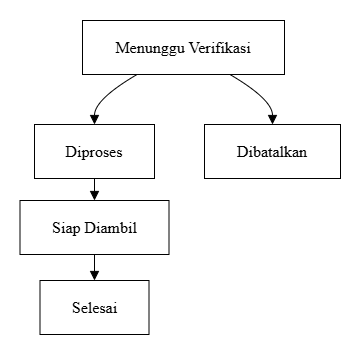 Menunggu Verifikasi
Diproses
Dibatalkan
Siap Diambil
Selesai